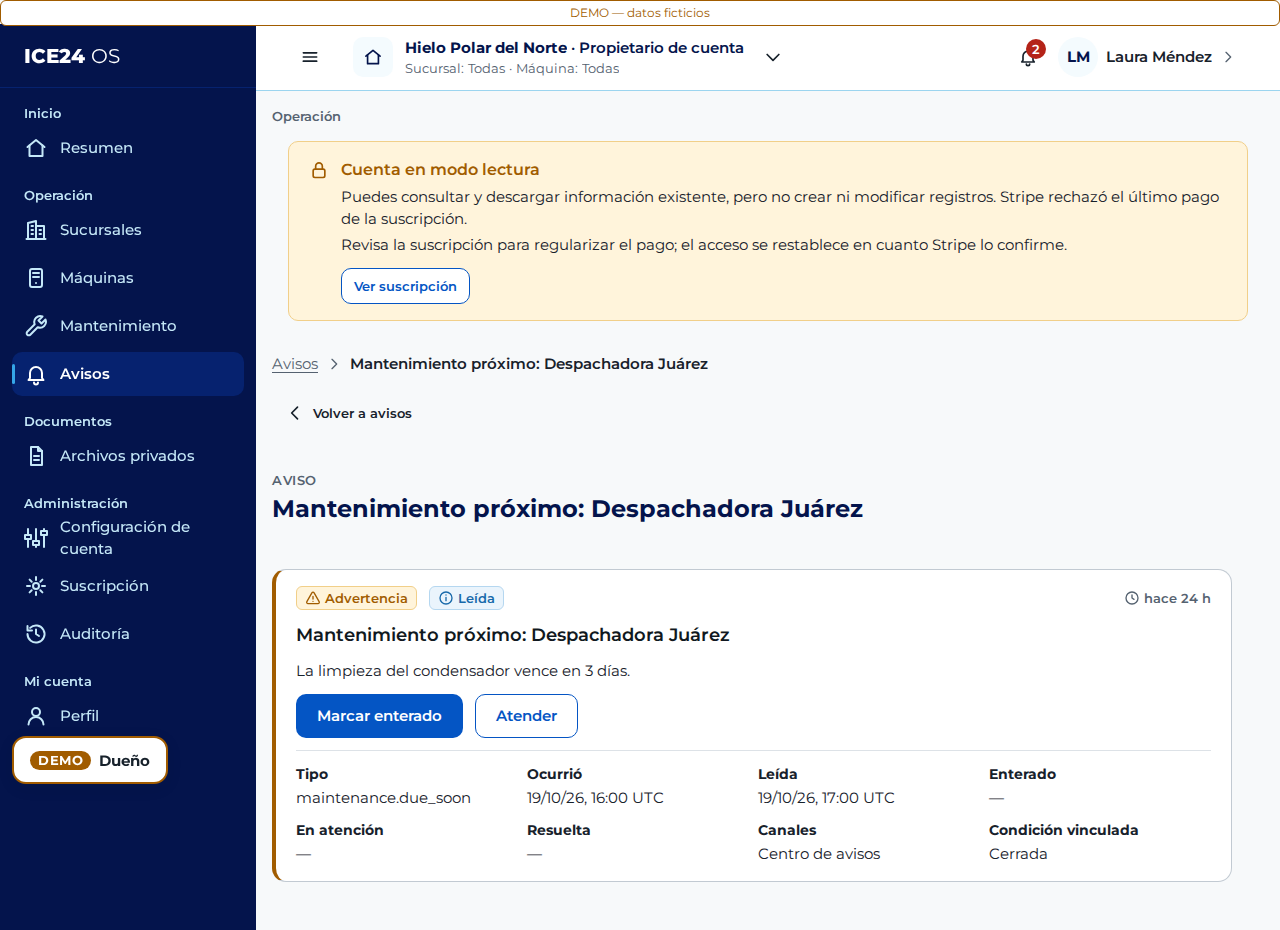 DEMO — datos ficticios
ICE24 OS
Hielo Polar del Norte · Propietario de cuenta
Sucursal: Todas · Máquina: Todas
2
LM
Laura Méndez
Inicio
Resumen
Operación
Sucursales
Máquinas
Mantenimiento
Avisos
Documentos
Archivos privados
Administración
Configuración de
cuenta
Suscripción
Auditoría
Mi cuenta
Perfil
DEMO Dueño
Operación
Cuenta en modo lectura
Puedes consultar y descargar información existente, pero no crear ni modificar registros. Stripe rechazó el último pago
de la suscripción.
Revisa la suscripción para regularizar el pago; el acceso se restablece en cuanto Stripe lo confirme.
Ver suscripción
Avisos > Mantenimiento próximo: Despachadora Juárez
Volver a avisos
AVISO
Mantenimiento próximo: Despachadora Juárez
Advertencia
Leída
hace 24 h
Mantenimiento próximo: Despachadora Juárez
La limpieza del condensador vence en 3 días.
Marcar enterado
Atender
Tipo
maintenance.due_soon
Ocurrió
19/10/26, 16:00 UTC
Leída
19/10/26, 17:00 UTC
Enterado
—
En atención
—
Resuelta
—
Canales
Centro de avisos
Condición vinculada
Cerrada